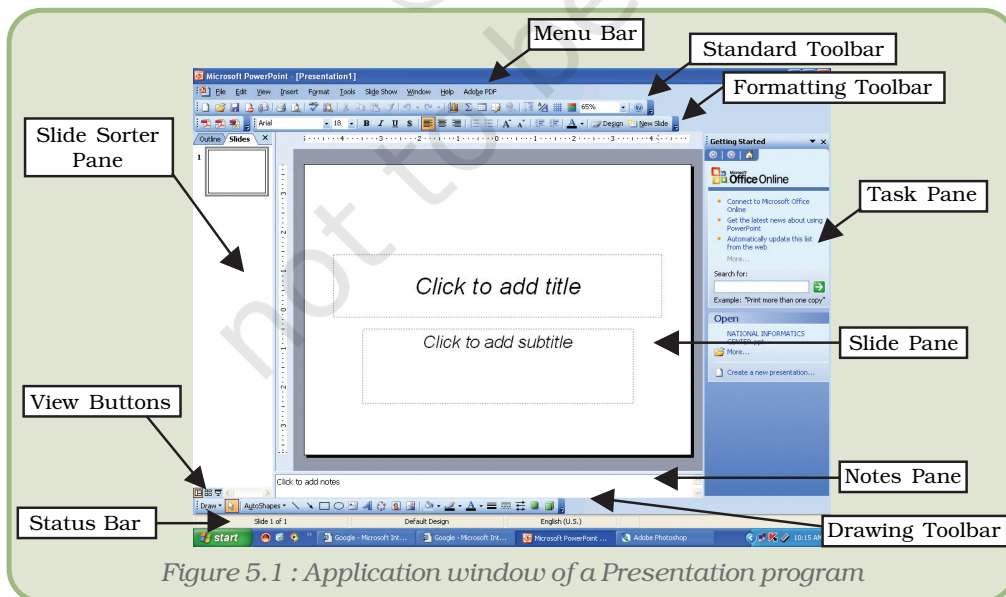 not to be
Menu Bar
Standard Toolbar
Formatting Toolbar
Slide Sorter
Pane
Task Pane
Slide Pane
View Buttons
Notes Pane
Status Bar
Drawing Toolbar
Microsoft PowerPoint - [Presentation1]
File Edit View Insert Format Tools Slide Show Window Help Adobe PDF
65%
Arial 18 B I U S A A A Design New Slide
Outline Slides
Getting Started
1
Microsoft
Office Online
Connect to Microsoft Office
Online
Get the latest news about using
PowerPoint
Automatically update this list
from the web
More...
Search for:
Example: "Print more than one copy"
Open
NATIONAL INFORMATICS
More...
Create a new presentation...
Click to add title
Click to add subtitle
Click to add notes
Draw AutoShapes
Slide 1 of 1 Default Design English (U.S.)
start Google - Microsoft Int... Google - Microsoft Int... Microsoft PowerPoint ... Adobe Photoshop 10:15 AM
Figure 5.1 : Application window of a Presentation program